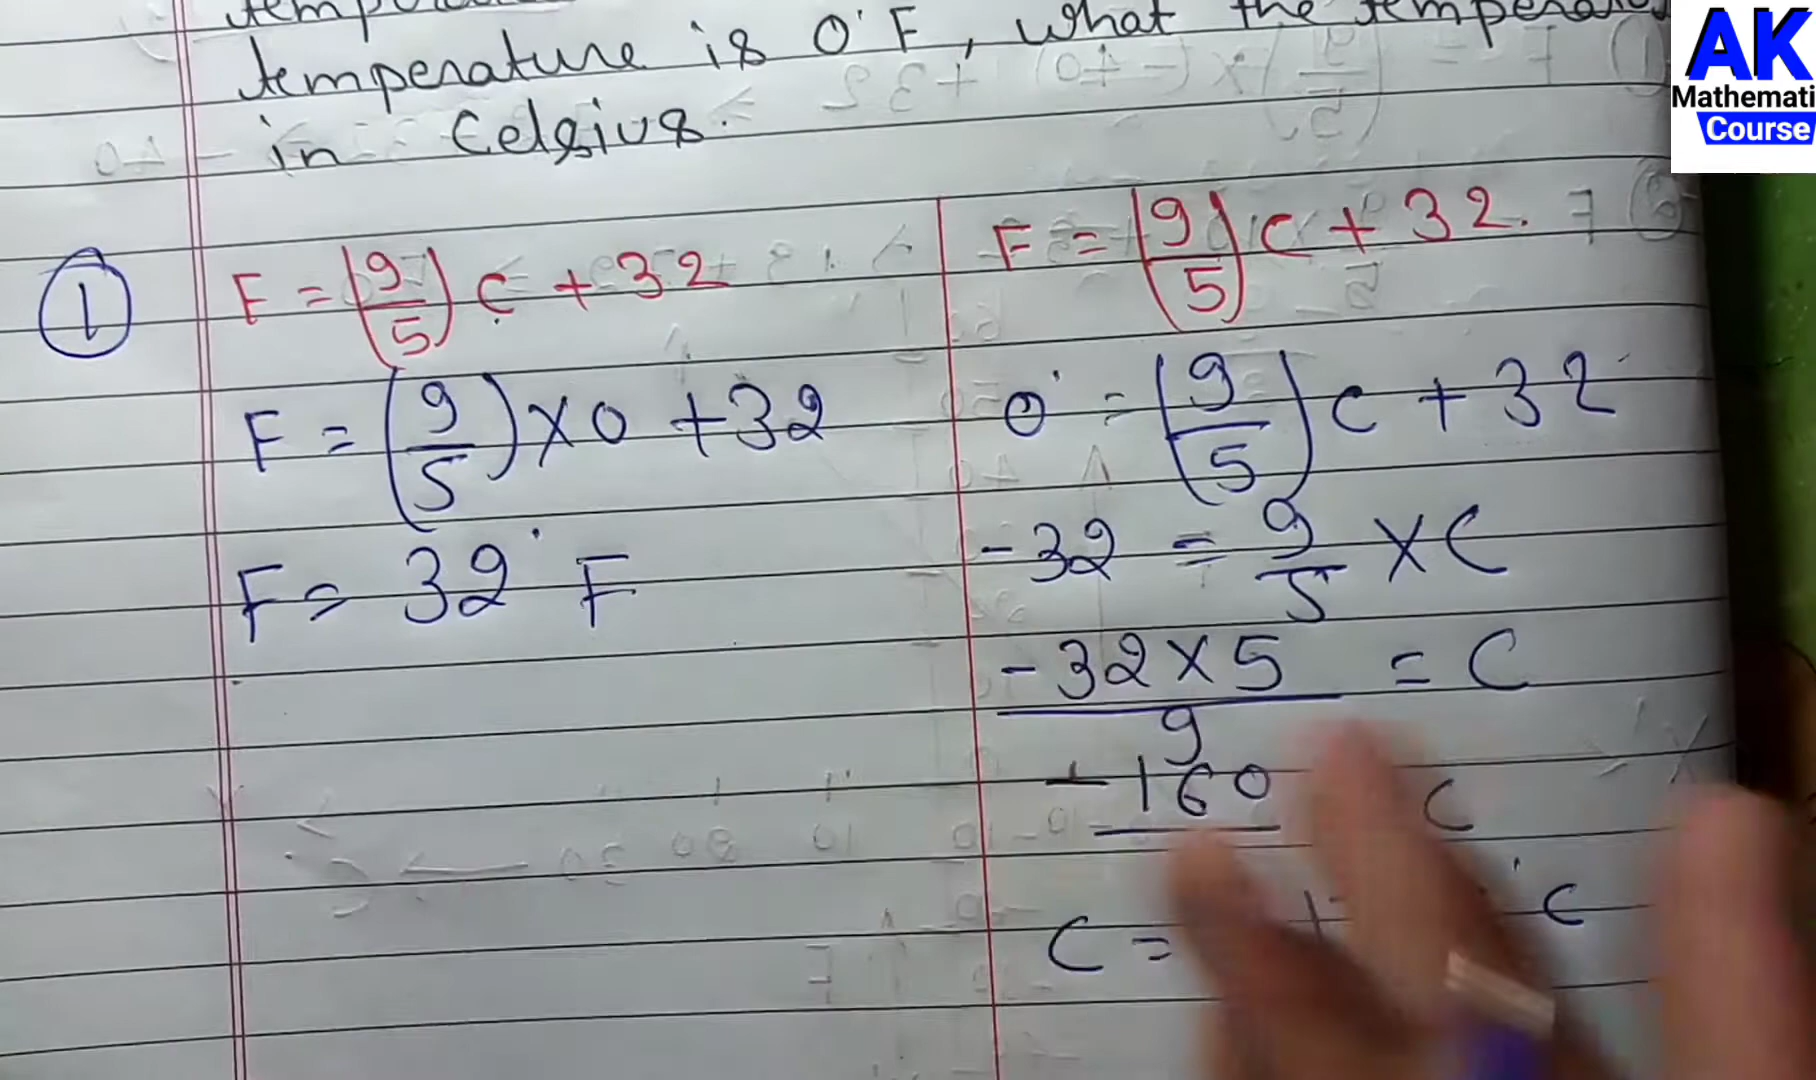 temperature is 0°F, what the
in Celsius.
AK
Mathemati
Course
1
F = (9/5) C + 32
F = (9/5) × 0 + 32
F = 32° F
F = (9/5) C + 32.
0° = (9/5) C + 32
-32 = 9/5 × C
-32 × 5 / 9 = C
-160 C
C = °C